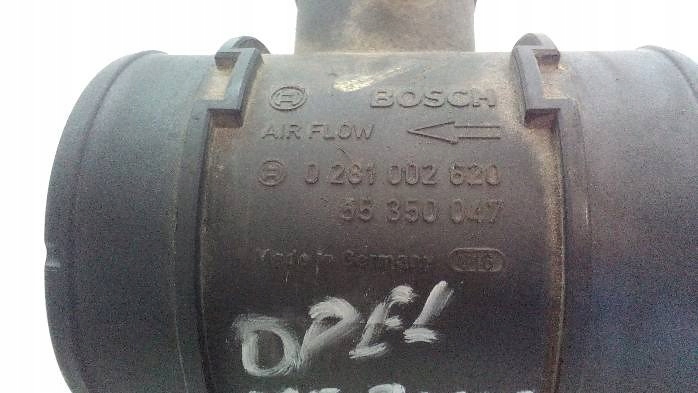 BOSCH
AIR FLOW
0 281 002 620
55 350 047
Made in Germany
OPEL